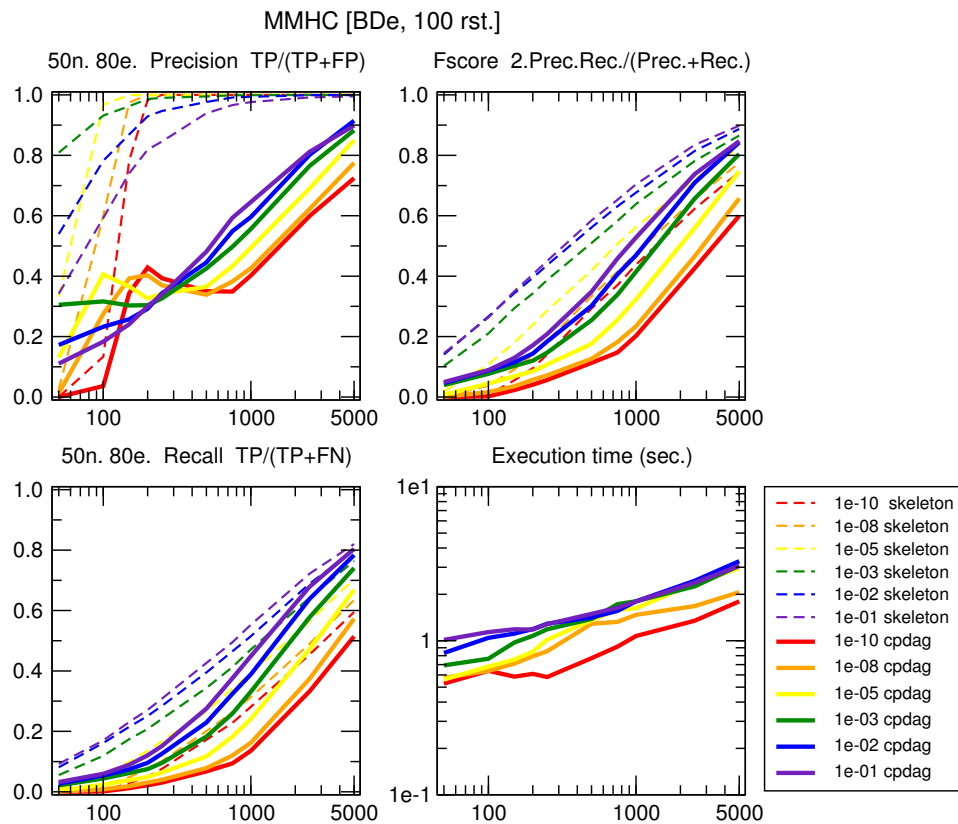 MMHC [BDe, 100 rst.]
50n. 80e. Precision TP/(TP+FP)
1.0
0.8
0.6
0.4
0.2
0.0
100
1000
5000
Fscore 2.Prec.Rec./(Prec.+Rec.)
1.0
0.8
0.6
0.4
0.2
0.0
100
1000
5000
50n. 80e. Recall TP/(TP+FN)
1.0
0.8
0.6
0.4
0.2
0.0
100
1000
5000
Execution time (sec.)
1e1
1
1e-1
100
1000
5000
1e-10 skeleton
1e-08 skeleton
1e-05 skeleton
1e-03 skeleton
1e-02 skeleton
1e-01 skeleton
1e-10 cpdag
1e-08 cpdag
1e-05 cpdag
1e-03 cpdag
1e-02 cpdag
1e-01 cpdag